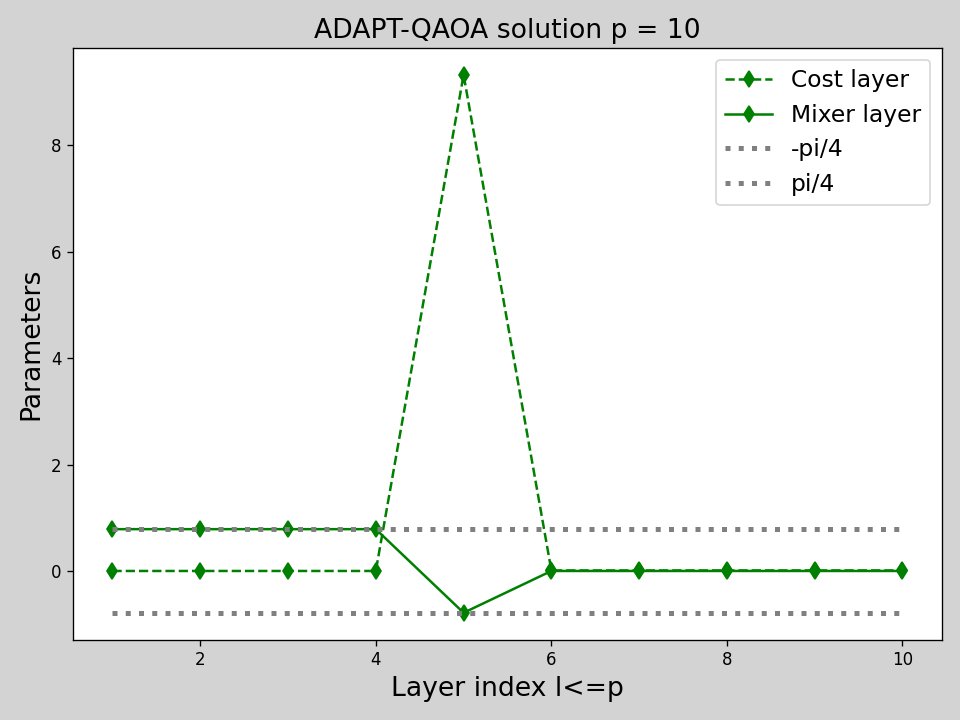 ADAPT-QAOA solution p = 10
Cost layer
Mixer layer
-pi/4
pi/4
8
6
4
2
0
Parameters
2 4 6 8 10
Layer index l<=p